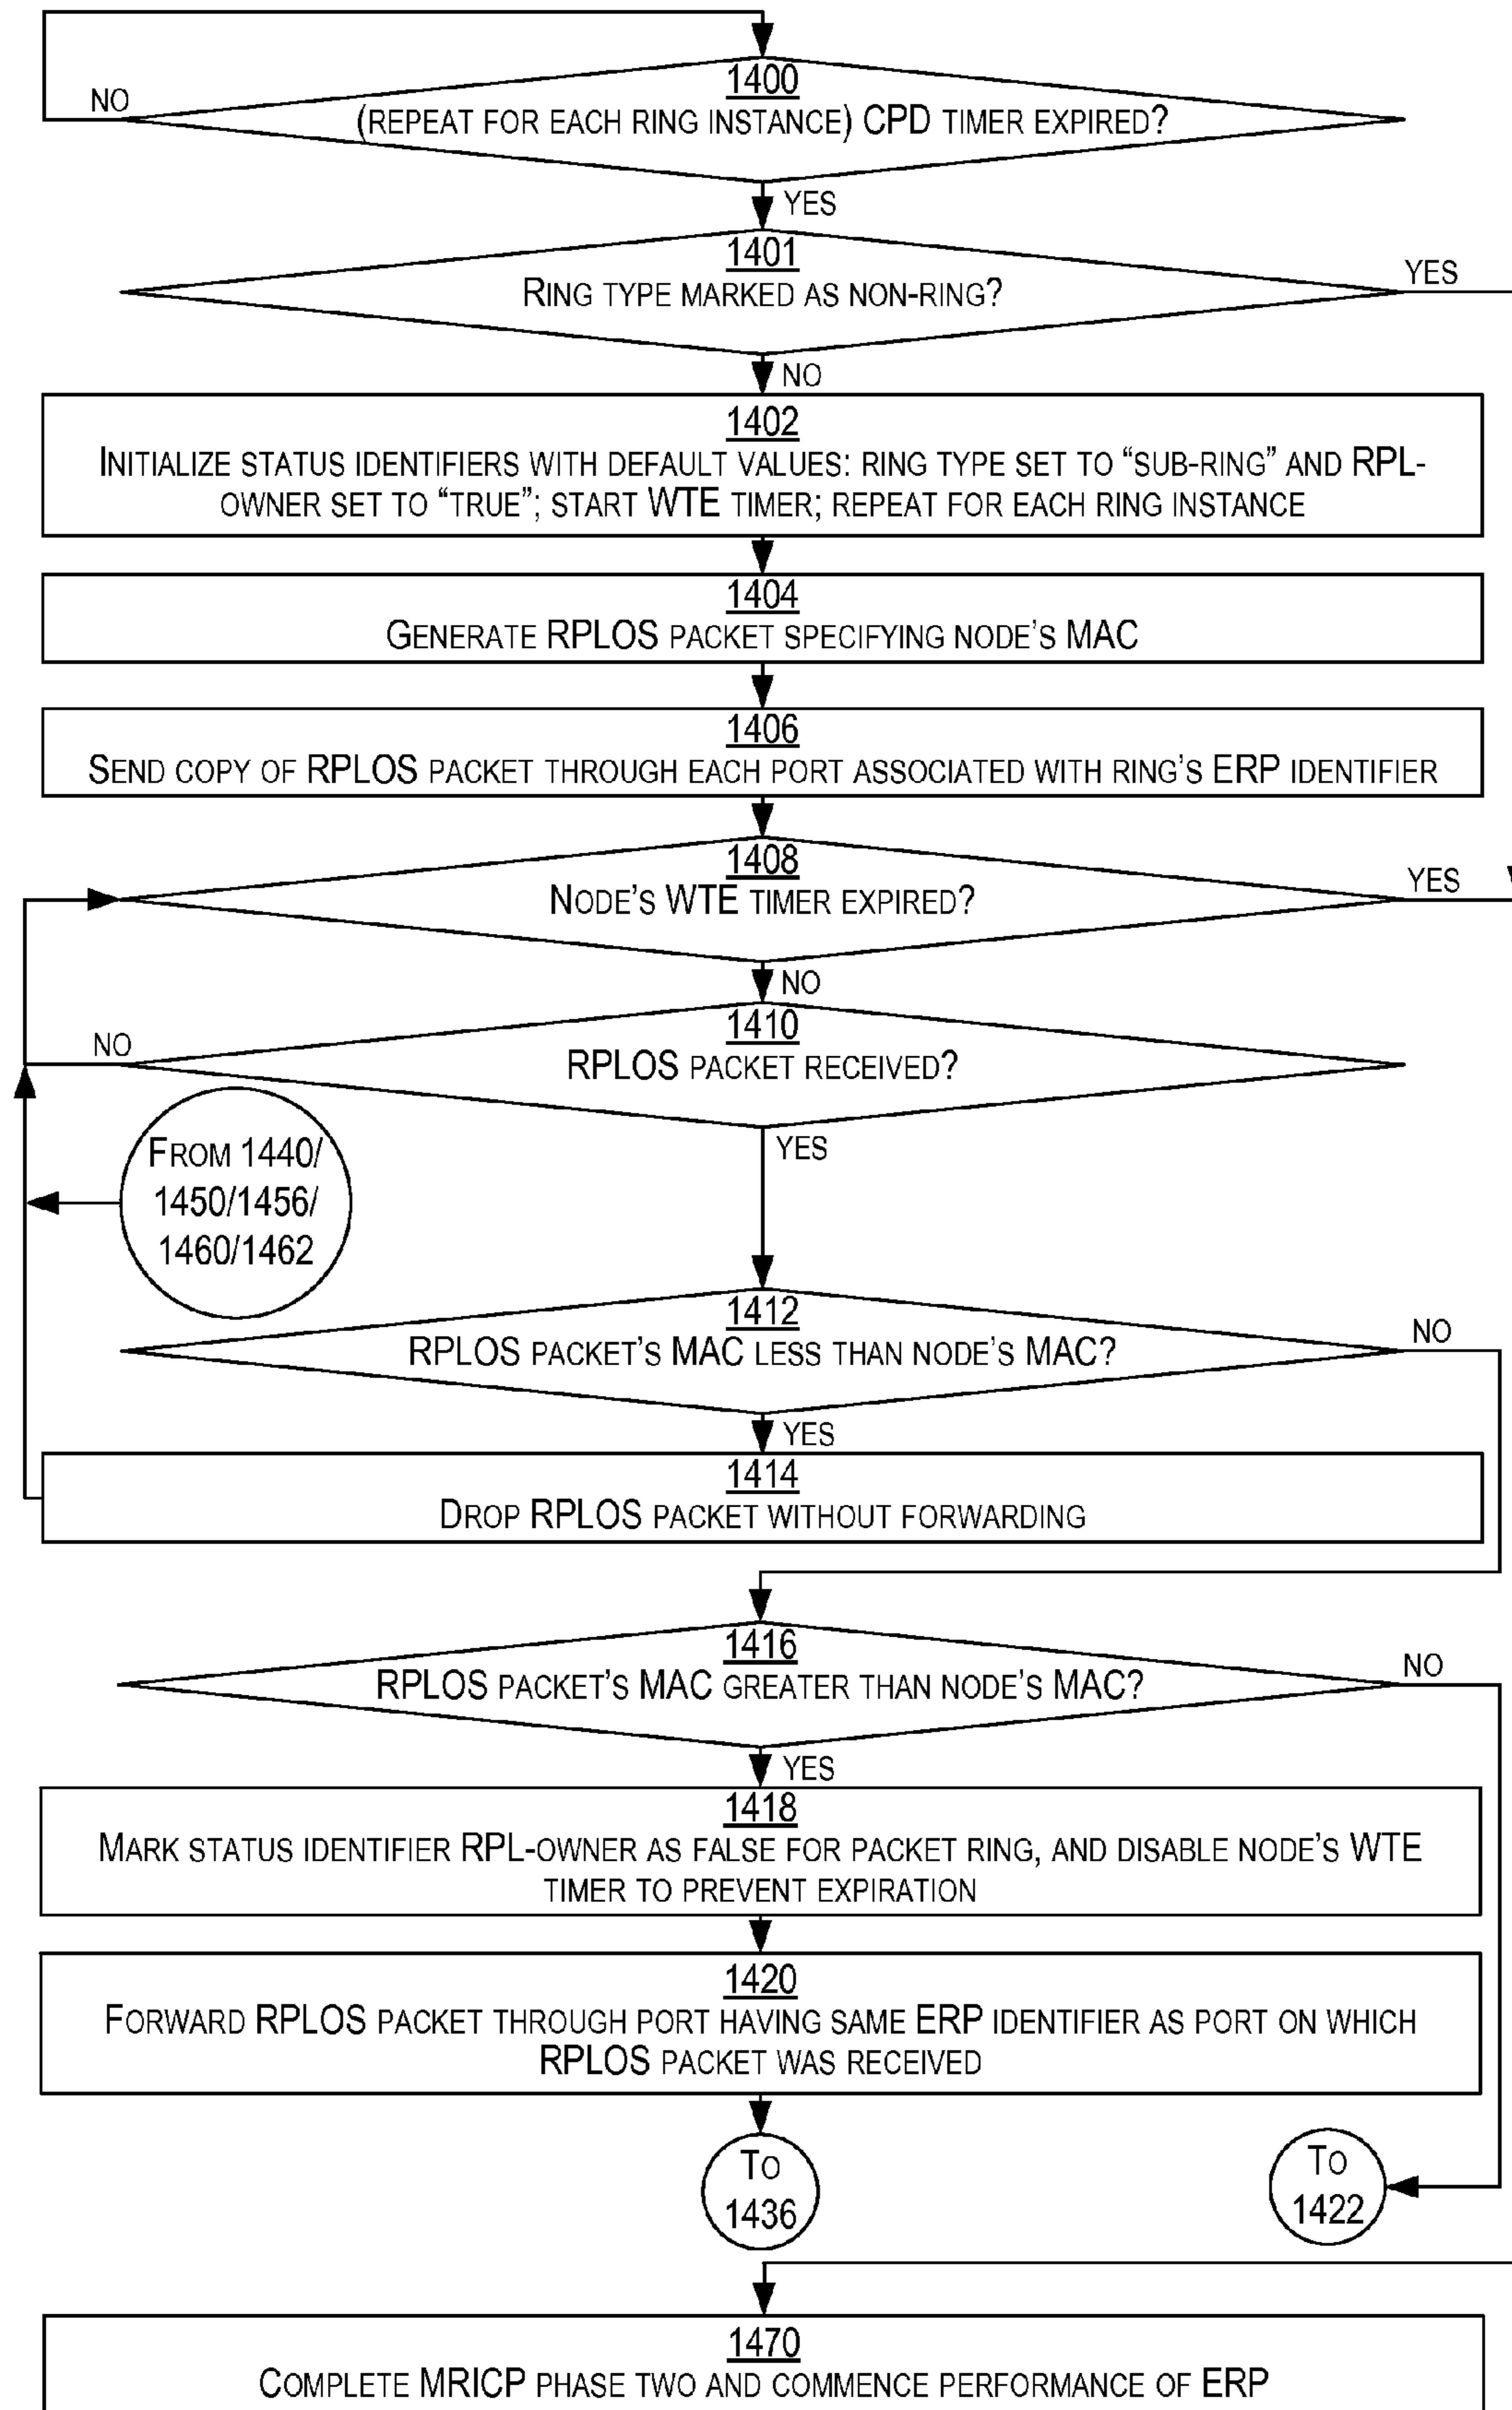 1400
NO
(REPEAT FOR EACH RING INSTANCE) CPD TIMER EXPIRED?
YES
1401
YES
RING TYPE MARKED AS NON-RING?
NO
1402
INITIALIZE STATUS IDENTIFIERS WITH DEFAULT VALUES: RING TYPE SET TO “SUB-RING” AND RPL-
OWNER SET TO “TRUE”; START WTE TIMER; REPEAT FOR EACH RING INSTANCE
1404
GENERATE RPLOS PACKET SPECIFYING NODE'S MAC
1406
SEND COPY OF RPLOS PACKET THROUGH EACH PORT ASSOCIATED WITH RING'S ERP IDENTIFIER
1408
YES
NODE'S WTE TIMER EXPIRED?
NO
1410
NO
RPLOS PACKET RECEIVED?
YES
FROM 1440/
1450/1456/
1460/1462
1412
NO
RPLOS PACKET'S MAC LESS THAN NODE'S MAC?
YES
1414
DROP RPLOS PACKET WITHOUT FORWARDING
1416
NO
RPLOS PACKET'S MAC GREATER THAN NODE'S MAC?
YES
1418
MARK STATUS IDENTIFIER RPL-OWNER AS FALSE FOR PACKET RING, AND DISABLE NODE'S WTE
TIMER TO PREVENT EXPIRATION
1420
FORWARD RPLOS PACKET THROUGH PORT HAVING SAME ERP IDENTIFIER AS PORT ON WHICH
RPLOS PACKET WAS RECEIVED
TO
1436
TO
1422
1470
COMPLETE MRICP PHASE TWO AND COMMENCE PERFORMANCE OF ERP